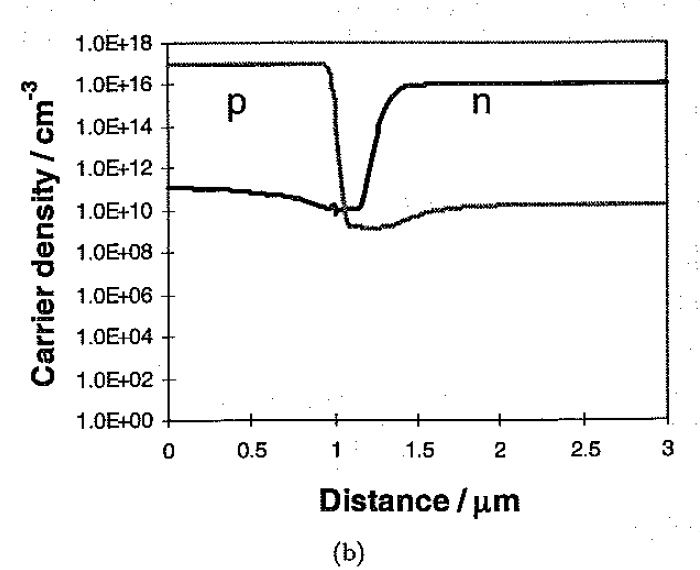 1.0E+18
1.0E+16
1.0E+14
1.0E+12
1.0E+10
1.0E+08
1.0E+06
1.0E+04
1.0E+02
1.0E+00
Carrier density / cm-3
p
n
0 0.5 1 1.5 2 2.5 3
Distance / μm
(b)